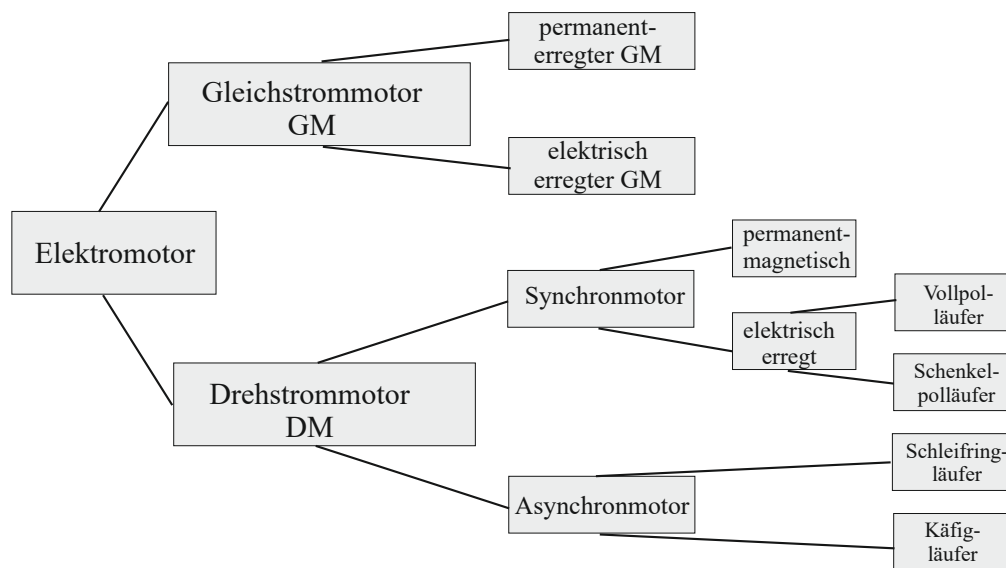 permanent-
erregter GM
Gleichstrommotor
GM
elektrisch
erregter GM
Elektromotor
permanent-
magnetisch
Synchronmotor
Vollpol-
läufer
elektrisch
erregt
Schenkel-
polläufer
Drehstrommotor
DM
Schleifring-
läufer
Asynchronmotor
Käfig-
läufer